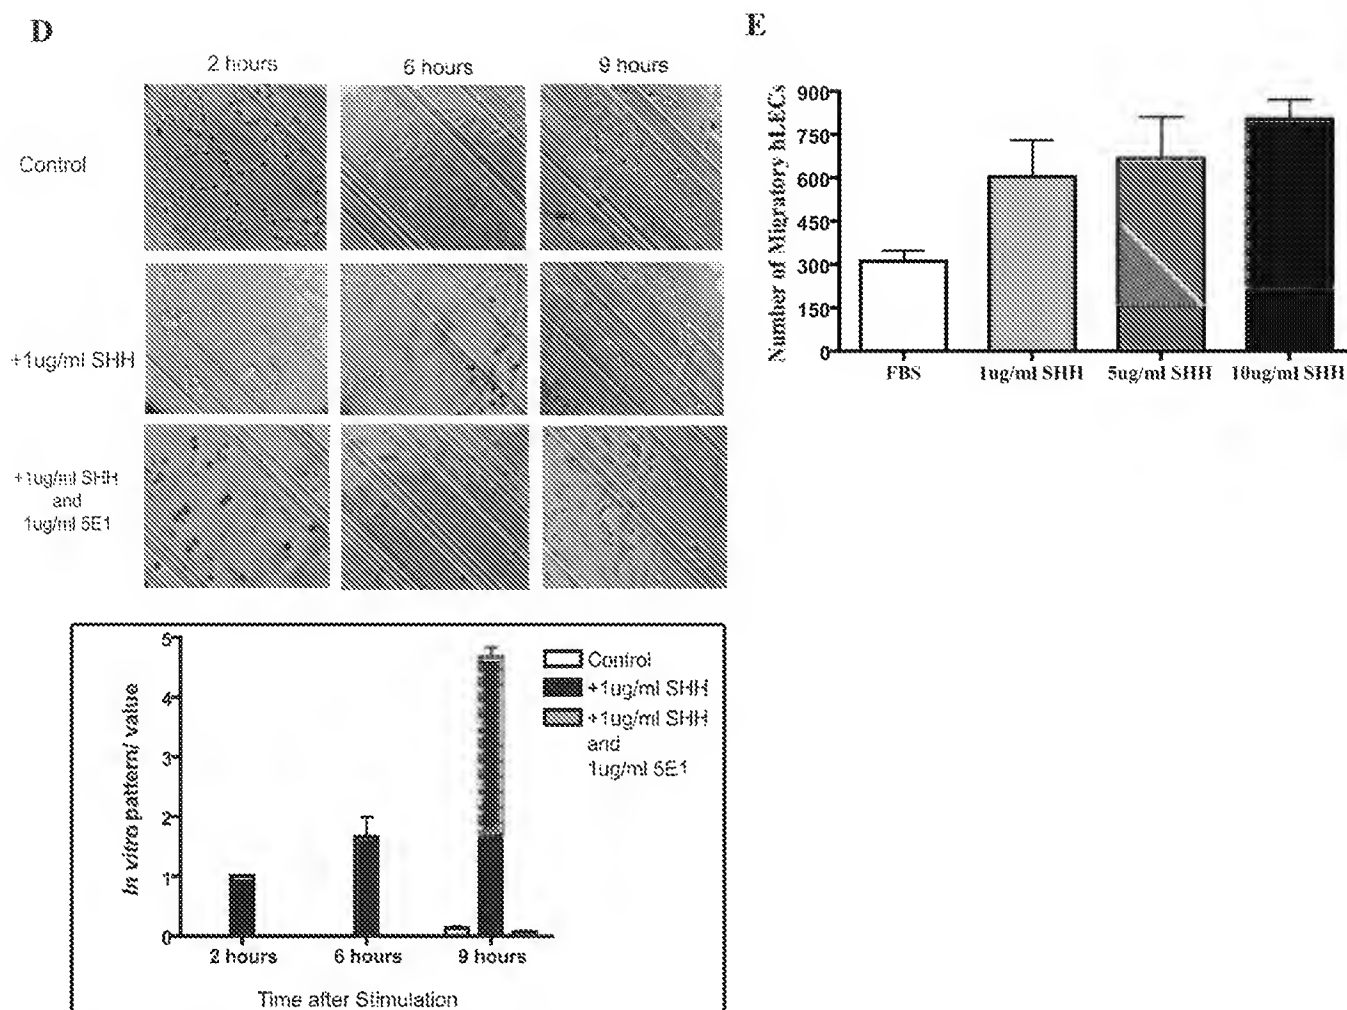 D
2 hours 6 hours 9 hours
Control
+1ug/ml SHH
+1ug/ml SHH
and
1ug/ml 5E1
In vitro pattern/ value
5
4
3
2
1
0
2 hours 6 hours 9 hours
Time after Stimulation
Control
+1ug/ml SHH
+1ug/ml SHH
and
1ug/ml 5E1
E
Number of Migratory hLECs
900
750
600
450
300
150
0
FBS 1ug/ml SHH 5ug/ml SHH 10ug/ml SHH